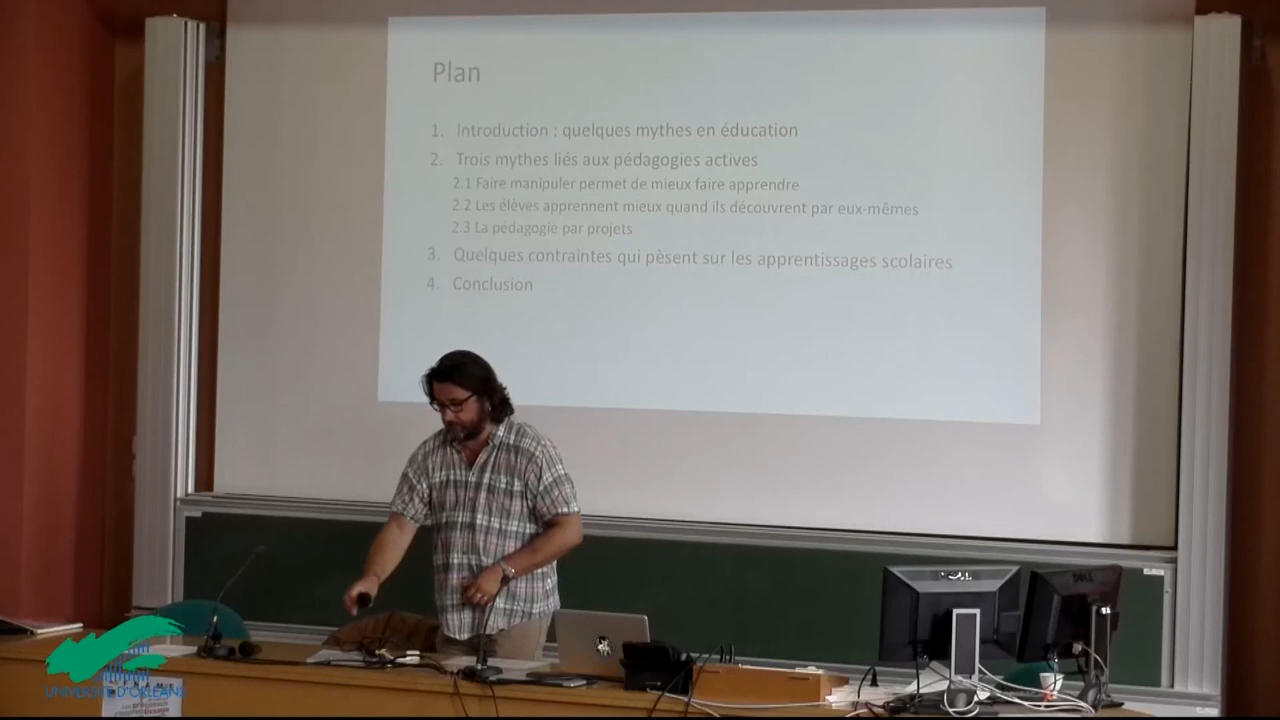 Plan
1. Introduction : quelques mythes en éducation
2. Trois mythes liés aux pédagogies actives
2.1 Faire manipuler permet de mieux faire apprendre
2.2 Les élèves apprennent mieux quand ils découvrent par eux-mêmes
2.3 La pédagogie par projets
3. Quelques contraintes qui pèsent sur les apprentissages scolaires
4. Conclusion
DELL
UNIVERSITÉ D'ORLÉANS